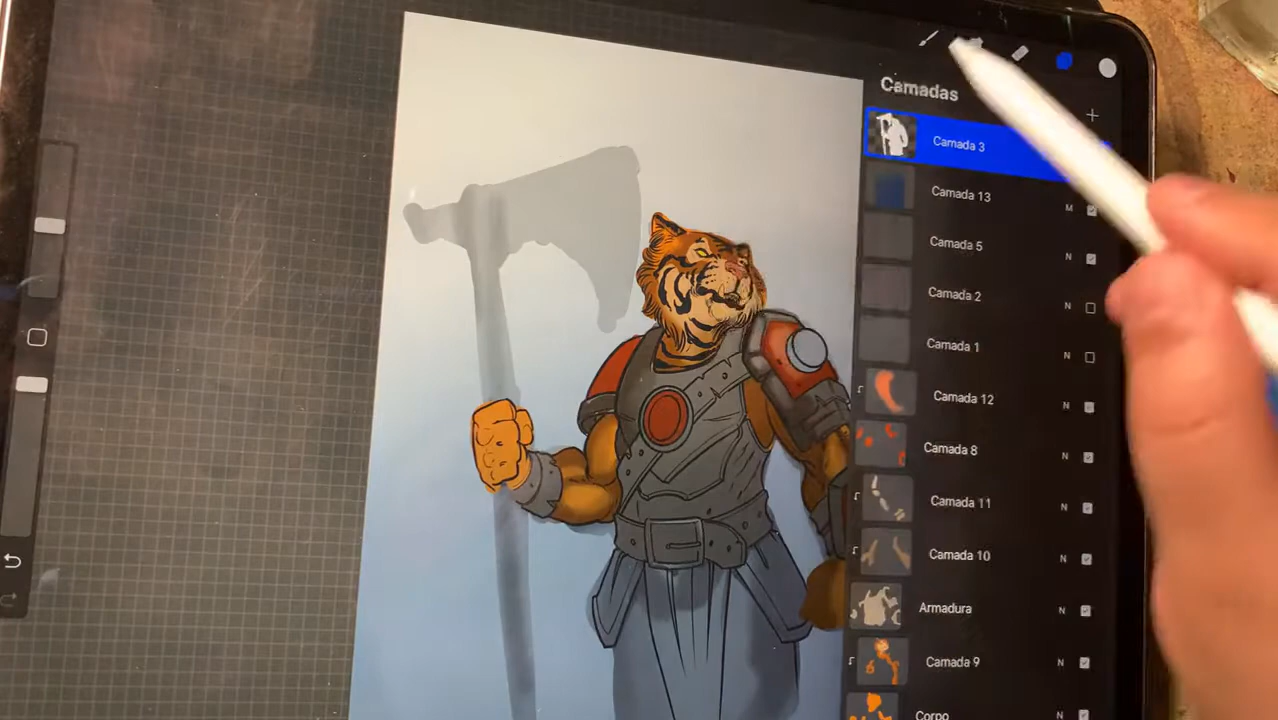 Camadas
Camada 3
Camada 13 M
Camada 5 N
Camada 2 N
Camada 1 N
Camada 12 N
Camada 8 N
Camada 11 N
Camada 10 N
Armadura N
Camada 9 N
Corpo N